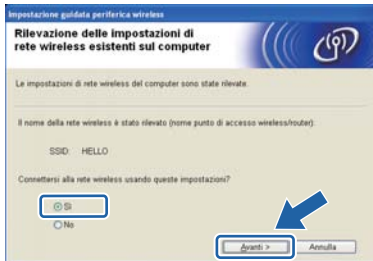 Impostazione guidata periferica wireless
Rilevazione delle impostazioni di
rete wireless esistenti sul computer
Le impostazioni di rete wireless del computer sono state rilevate.
Il nome della rete wireless è stato rilevato (nome punto di accesso wireless/router):
SSID: HELLO
Connettersi alla rete wireless usando queste impostazioni?
Sì
No
Avanti >
Annulla